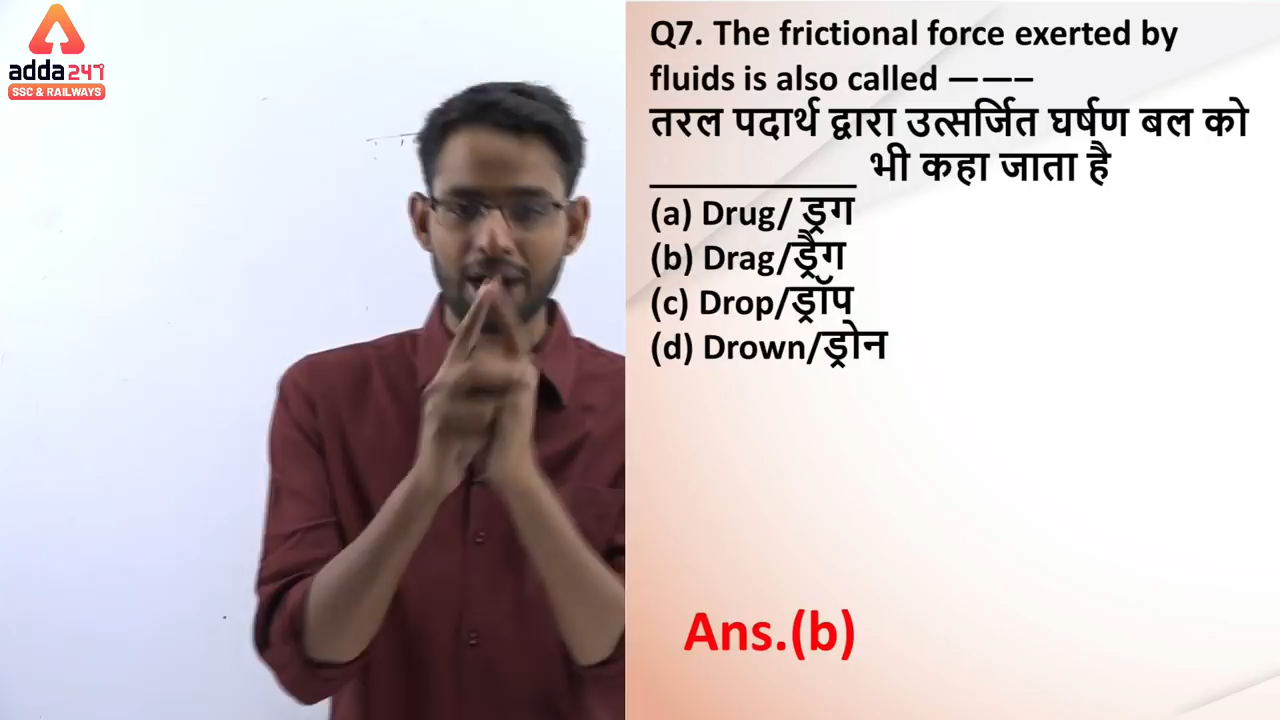 adda247
SSC & RAILWAYS
Q7. The frictional force exerted by
fluids is also called ———
तरल पदार्थ द्वारा उत्सर्जित घर्षण बल को
__________ भी कहा जाता है
(a) Drug/ ड्रग
(b) Drag/ड्रैग
(c) Drop/ड्रॉप
(d) Drown/ड्रोन
Ans.(b)